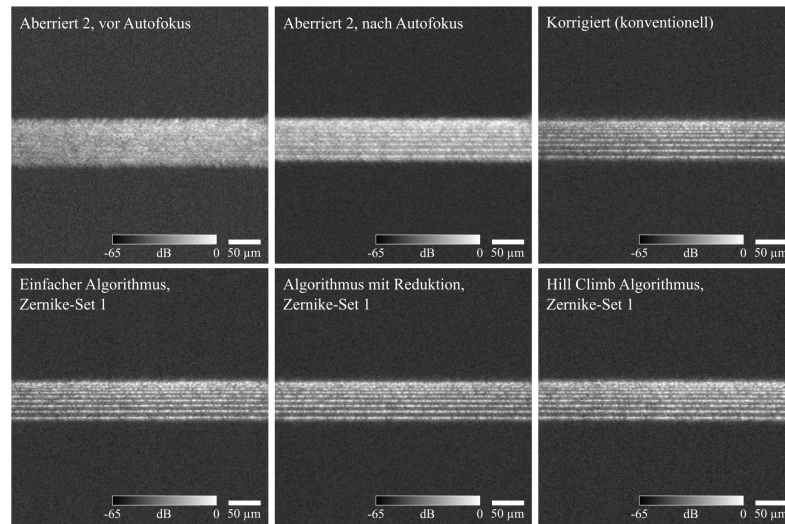 Aberriert 2, vor Autofokus
-65 dB 0 50 µm
Aberriert 2, nach Autofokus
-65 dB 0 50 µm
Korrigiert (konventionell)
-65 dB 0 50 µm
Einfacher Algorithmus,
Zernike-Set 1
-65 dB 0 50 µm
Algorithmus mit Reduktion,
Zernike-Set 1
-65 dB 0 50 µm
Hill Climb Algorithmus,
Zernike-Set 1
-65 dB 0 50 µm